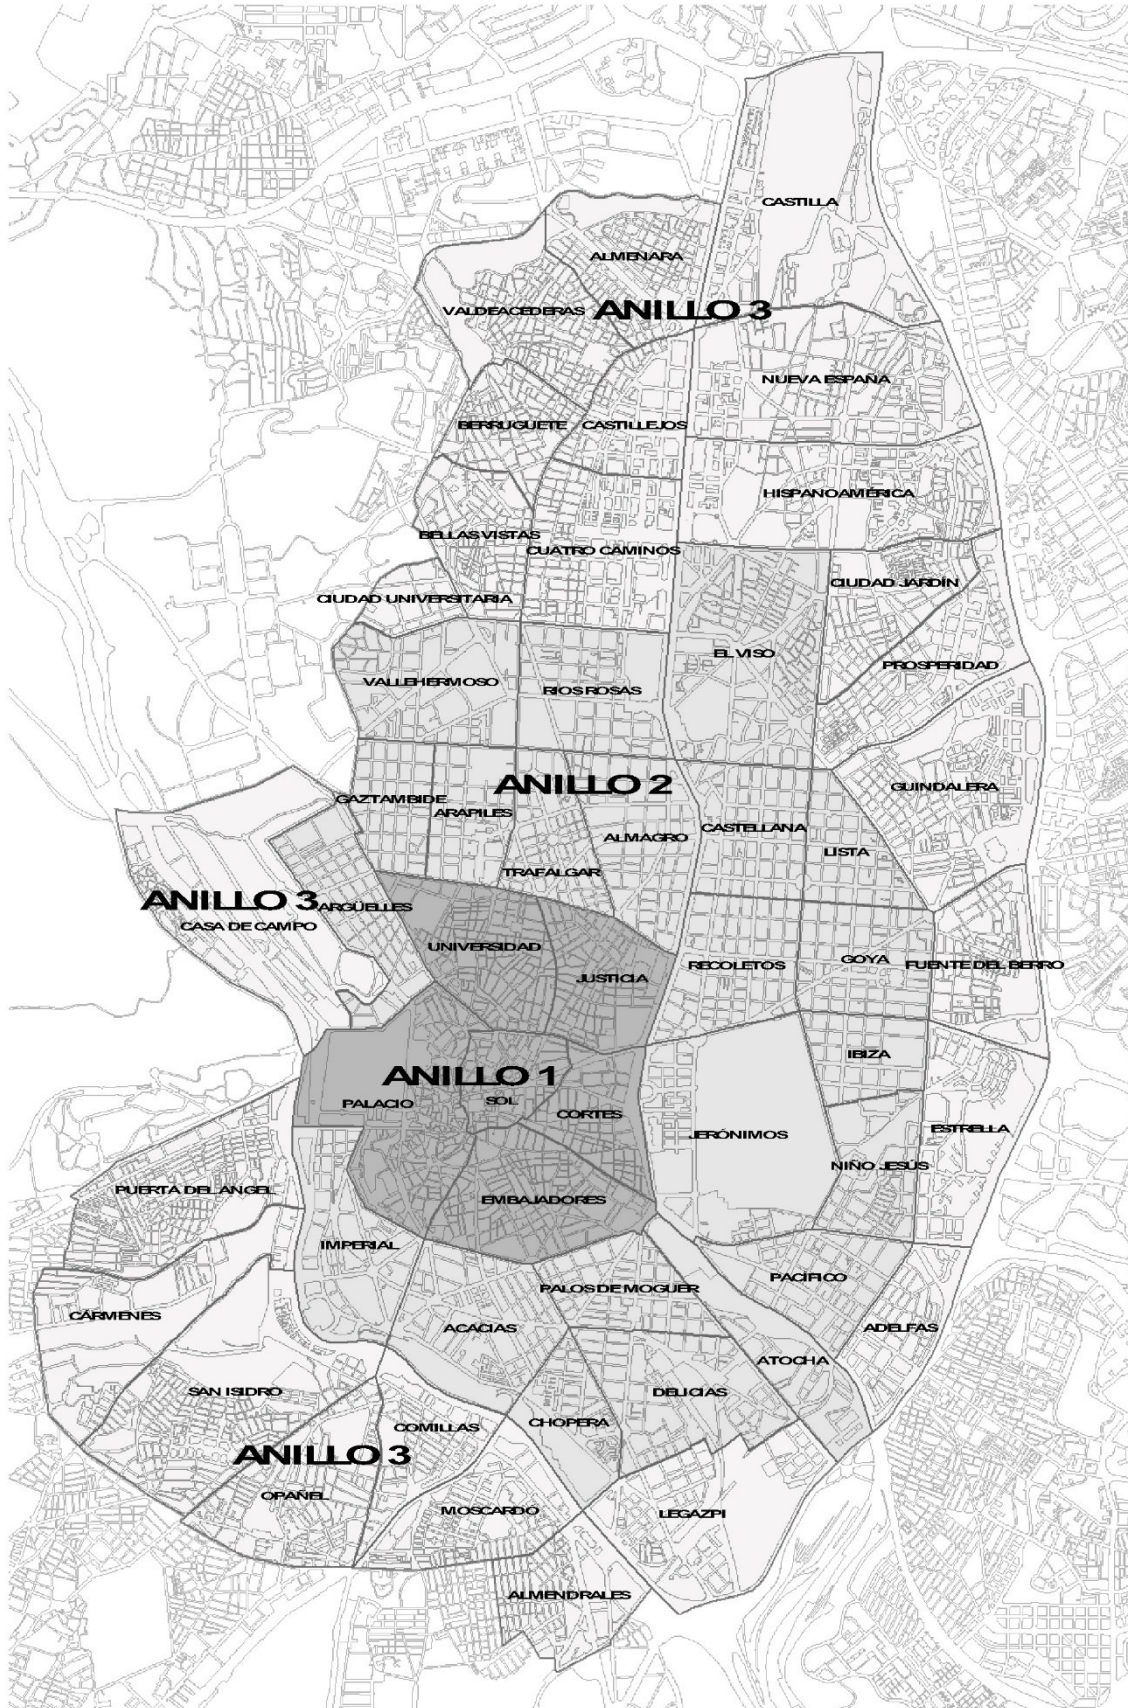 CASTILLA
ALMENARA
VALDEACEDERAS
ANILLO 3
NUEVA ESPAÑA
BERRUGUETE
CASTILLEJOS
HISPANOAMÉRICA
BELLAS VISTAS
CUATRO CAMINOS
CIUDAD JARDÍN
CIUDAD UNIVERSITARIA
EL VISO
PROSPERIDAD
VALLEHERMOSO
RIOS ROSAS
ANILLO 2
GUINDALERA
GAZTAMBIDE
ARAPILES
ALMAGRO
CASTELLANA
LISTA
TRAFALGAR
ANILLO 3
ARGÜELLES
CASA DE CAMPO
UNIVERSIDAD
JUSTICIA
RECOLETOS
GOYA
FUENTE DEL BERRO
IBIZA
ANILLO 1
PALACIO
SOL
CORTES
JERÓNIMOS
ESTRELLA
NIÑO JESÚS
PUERTA DEL ANGEL
EMBAJADORES
IMPERIAL
PACIFICO
PALOS DE MOGUER
CÁRMENES
ACACIAS
ADELFAS
ATOCHA
SAN ISIDRO
DELICIAS
COMILLAS
CHOPERA
ANILLO 3
OPAÑEL
MOSCARDO
LEGAZPI
ALMENDRALES